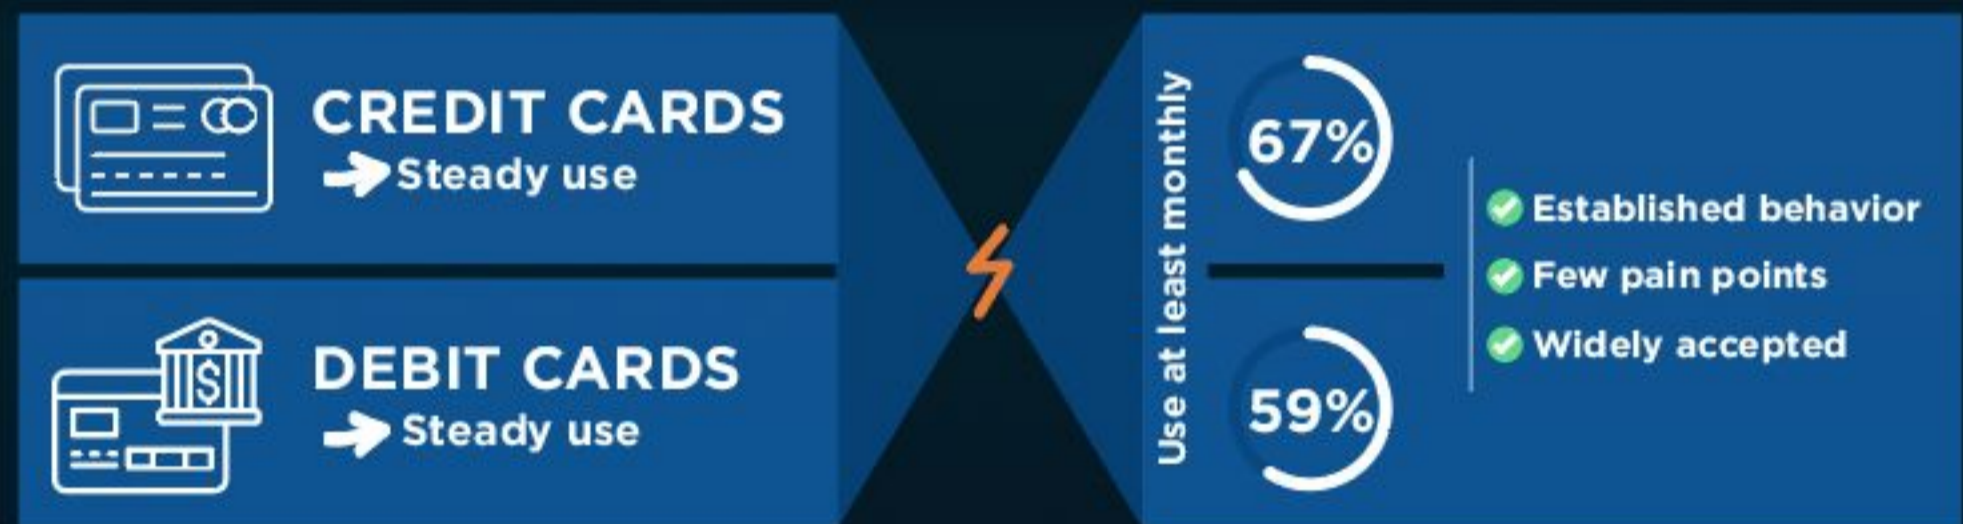 CREDIT CARDS
Steady use
DEBIT CARDS
Steady use
Use at least monthly
67%
59%
Established behavior
Few pain points
Widely accepted